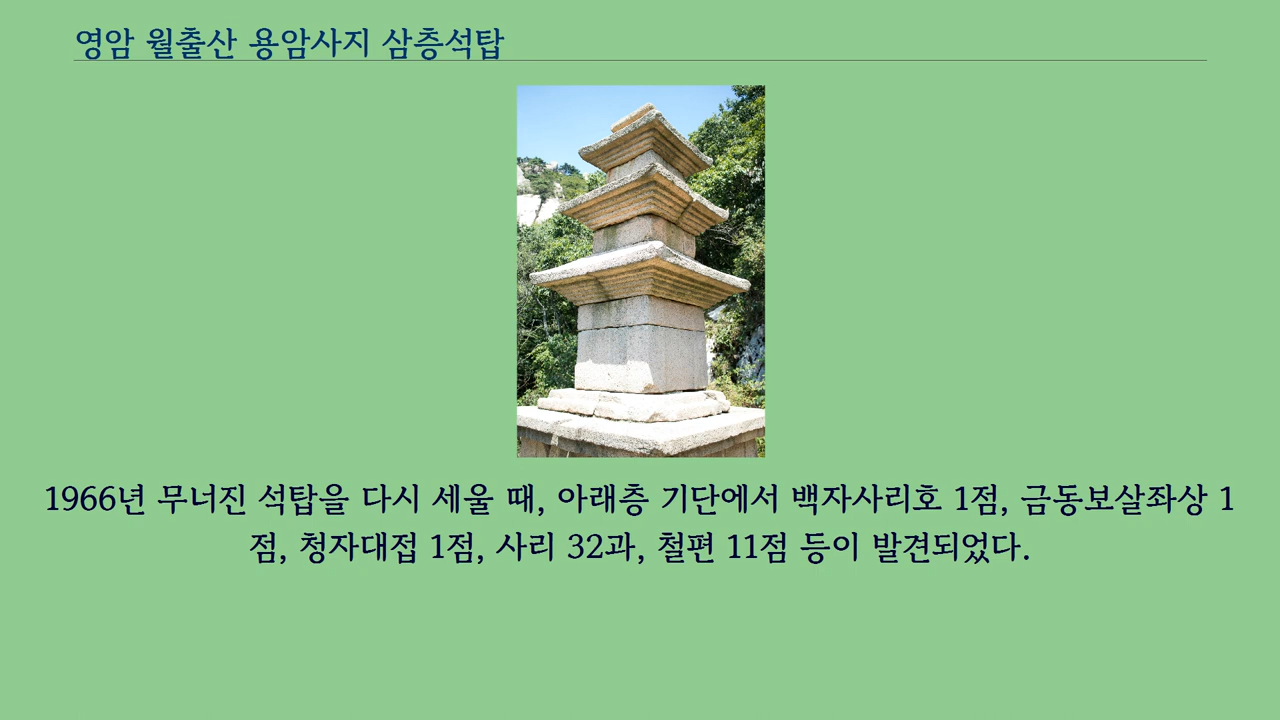 영암 월출산 용암사지 삼층석탑
1966년 무너진 석탑을 다시 세울 때, 아래층 기단에서 백자사리호 1점, 금동보살좌상 1
점, 청자대접 1점, 사리 32과, 철편 11점 등이 발견되었다.